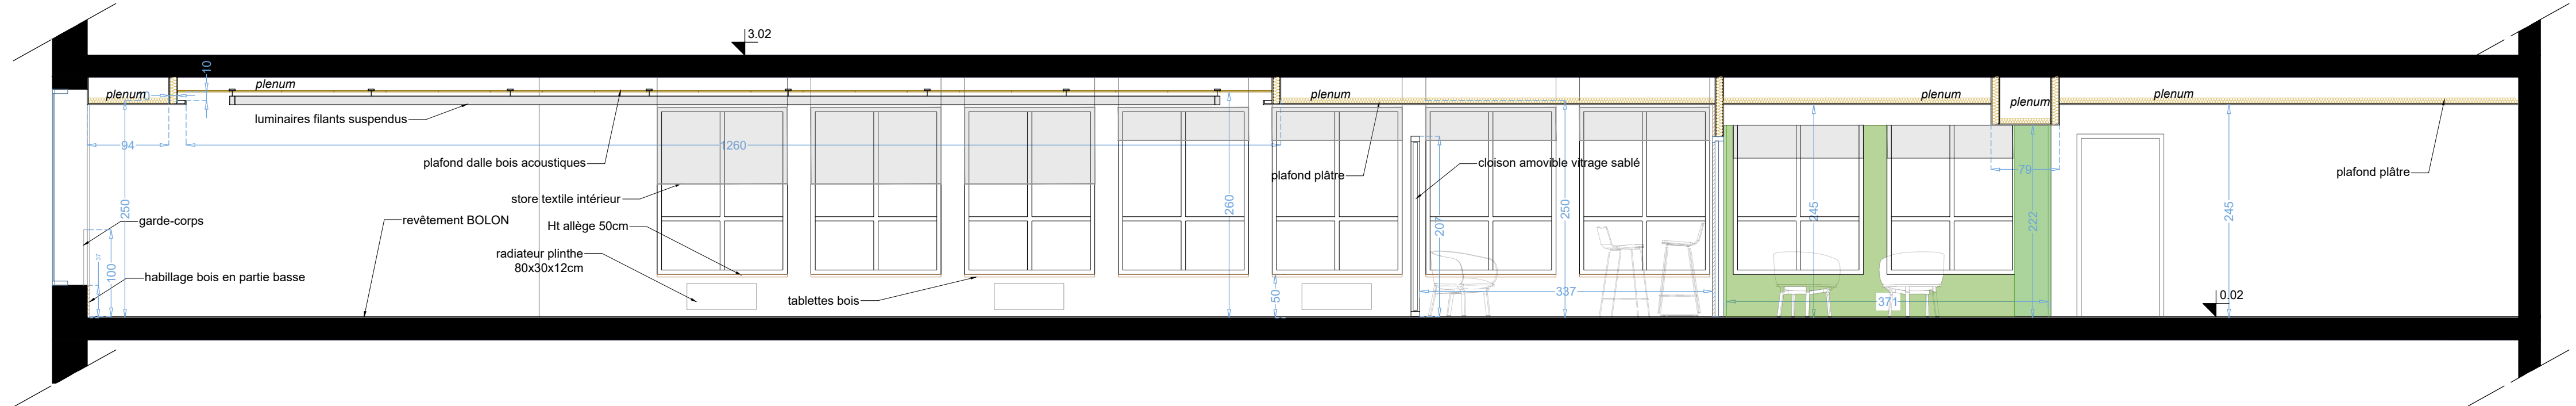 3.02
10
plenum
plenum
10
plenum
plenum
plenum
plenum
luminaires filants suspendus
94
1260
plafond dalle bois acoustiques
cloison amovible vitrage sablé
plafond plâtre
79
plafond plâtre
store textile intérieur
250
260
207
250
245
222
245
garde-corps
revêtement BOLON
Ht allège 50cm
radiateur plinthe
80x30x12cm
37
100
habillage bois en partie basse
tablettes bois
50
337
371
0.02